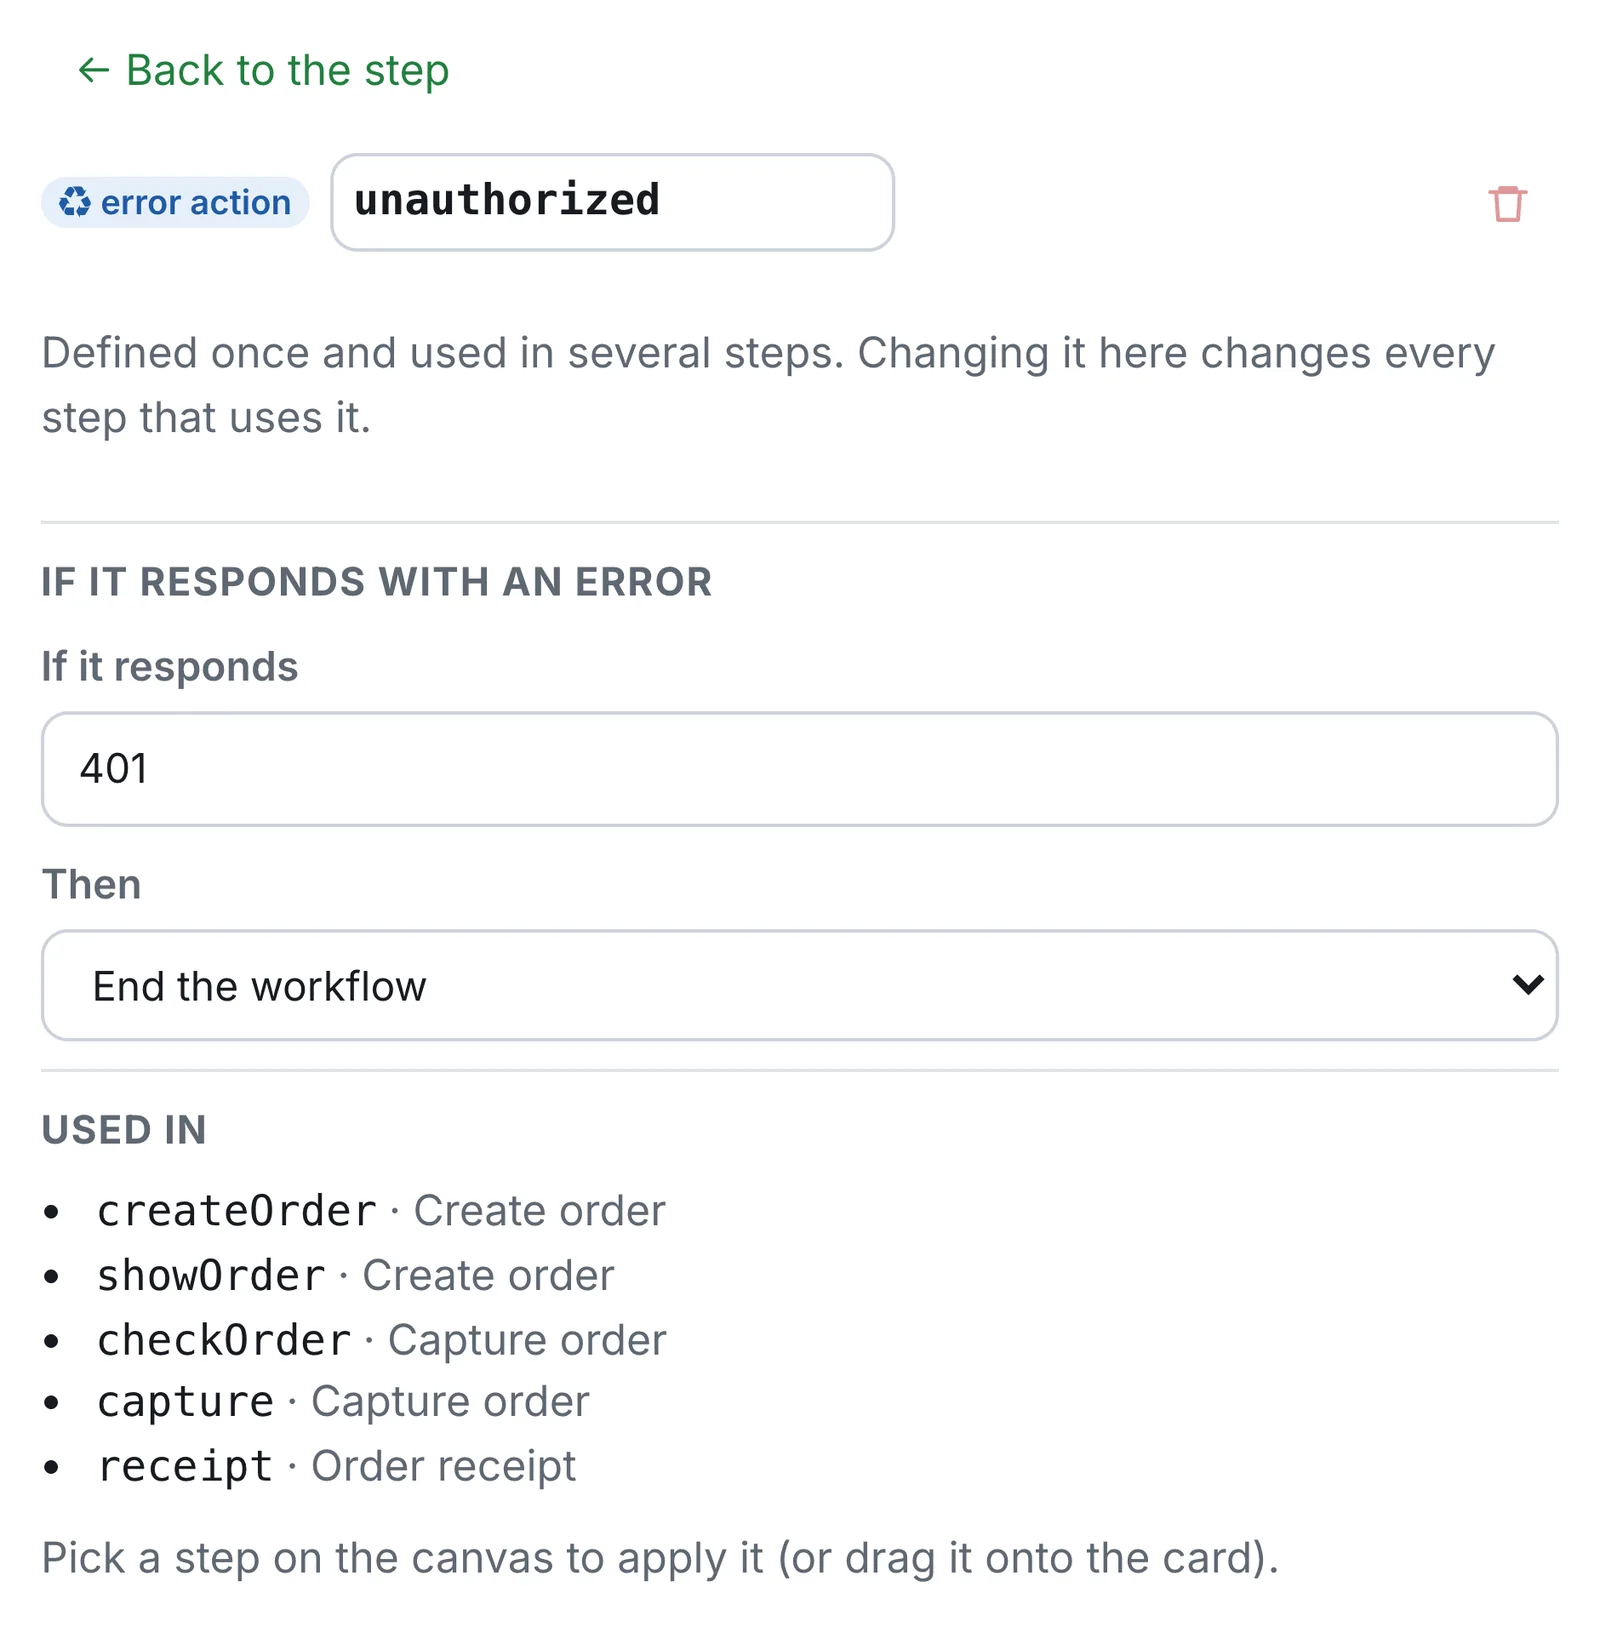 ← Back to the step
♻ error action
unauthorized
Defined once and used in several steps. Changing it here changes every
step that uses it.
IF IT RESPONDS WITH AN ERROR
If it responds
401
Then
End the workflow
USED IN
• createOrder · Create order
• showOrder · Create order
• checkOrder · Capture order
• capture · Capture order
• receipt · Order receipt
Pick a step on the canvas to apply it (or drag it onto the card).